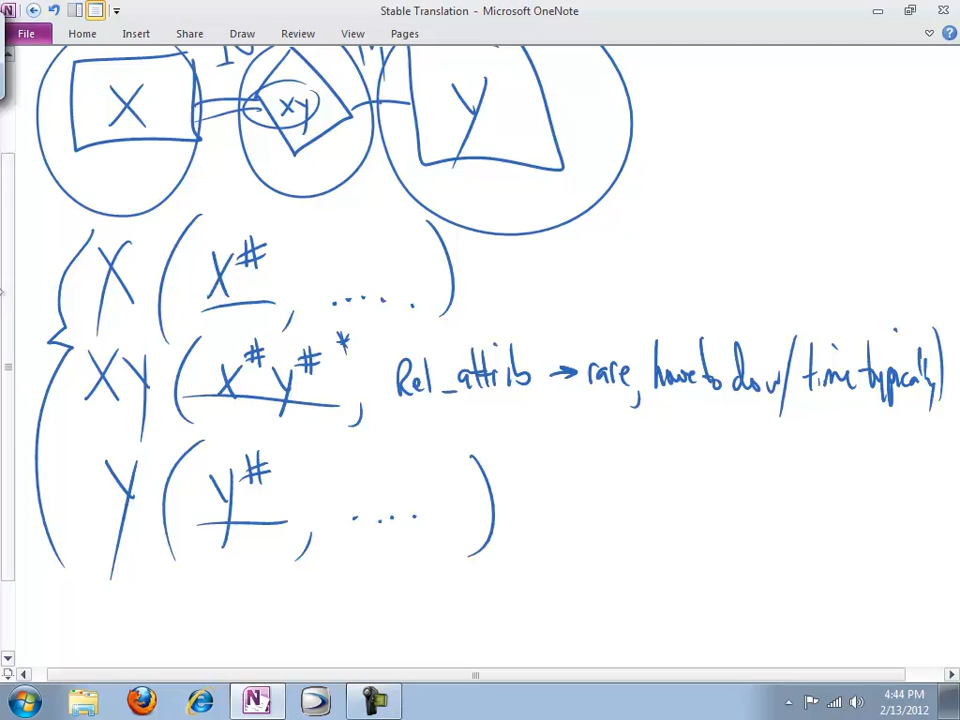 Stable Translation - Microsoft OneNote
File Home Insert Share Draw Review View Pages
X xy y
X ( X#, ..... )
XY ( X# y# *, Rel_attrib → rare, have to do w/ time typically )
Y ( y#, .... )
4:44 PM
2/13/2012